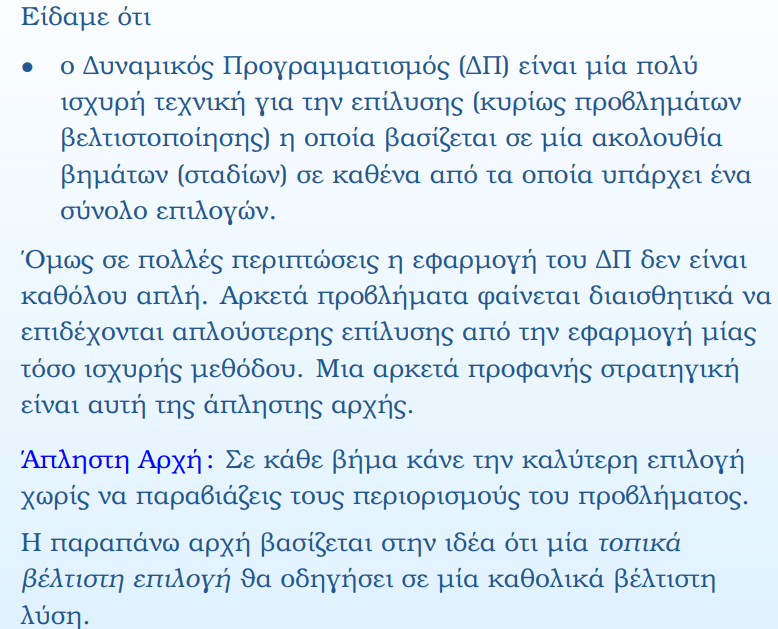 Είδαμε ότι
• ο Δυναμικός Προγραμματισμός (ΔΠ) είναι μία πολύ
ισχυρή τεχνική για την επίλυσης (κυρίως προβλημάτων
βελτιστοποίησης) η οποία βασίζεται σε μία ακολουθία
βημάτων (σταδίων) σε καθένα από τα οποία υπάρχει ένα
σύνολο επιλογών.
Όμως σε πολλές περιπτώσεις η εφαρμογή του ΔΠ δεν είναι
καθόλου απλή. Αρκετά προβλήματα φαίνεται διαισθητικά να
επιδέχονται απλούστερης επίλυσης από την εφαρμογή μίας
τόσο ισχυρής μεθόδου. Μια αρκετά προφανής στρατηγική
είναι αυτή της άπληστης αρχής.
Άπληστη Αρχή: Σε κάθε βήμα κάνε την καλύτερη επιλογή
χωρίς να παραβιάζεις τους περιορισμούς του προβλήματος.
Η παραπάνω αρχή βασίζεται στην ιδέα ότι μία τοπικά
βέλτιστη επιλογή θα οδηγήσει σε μία καθολικά βέλτιστη
λύση.